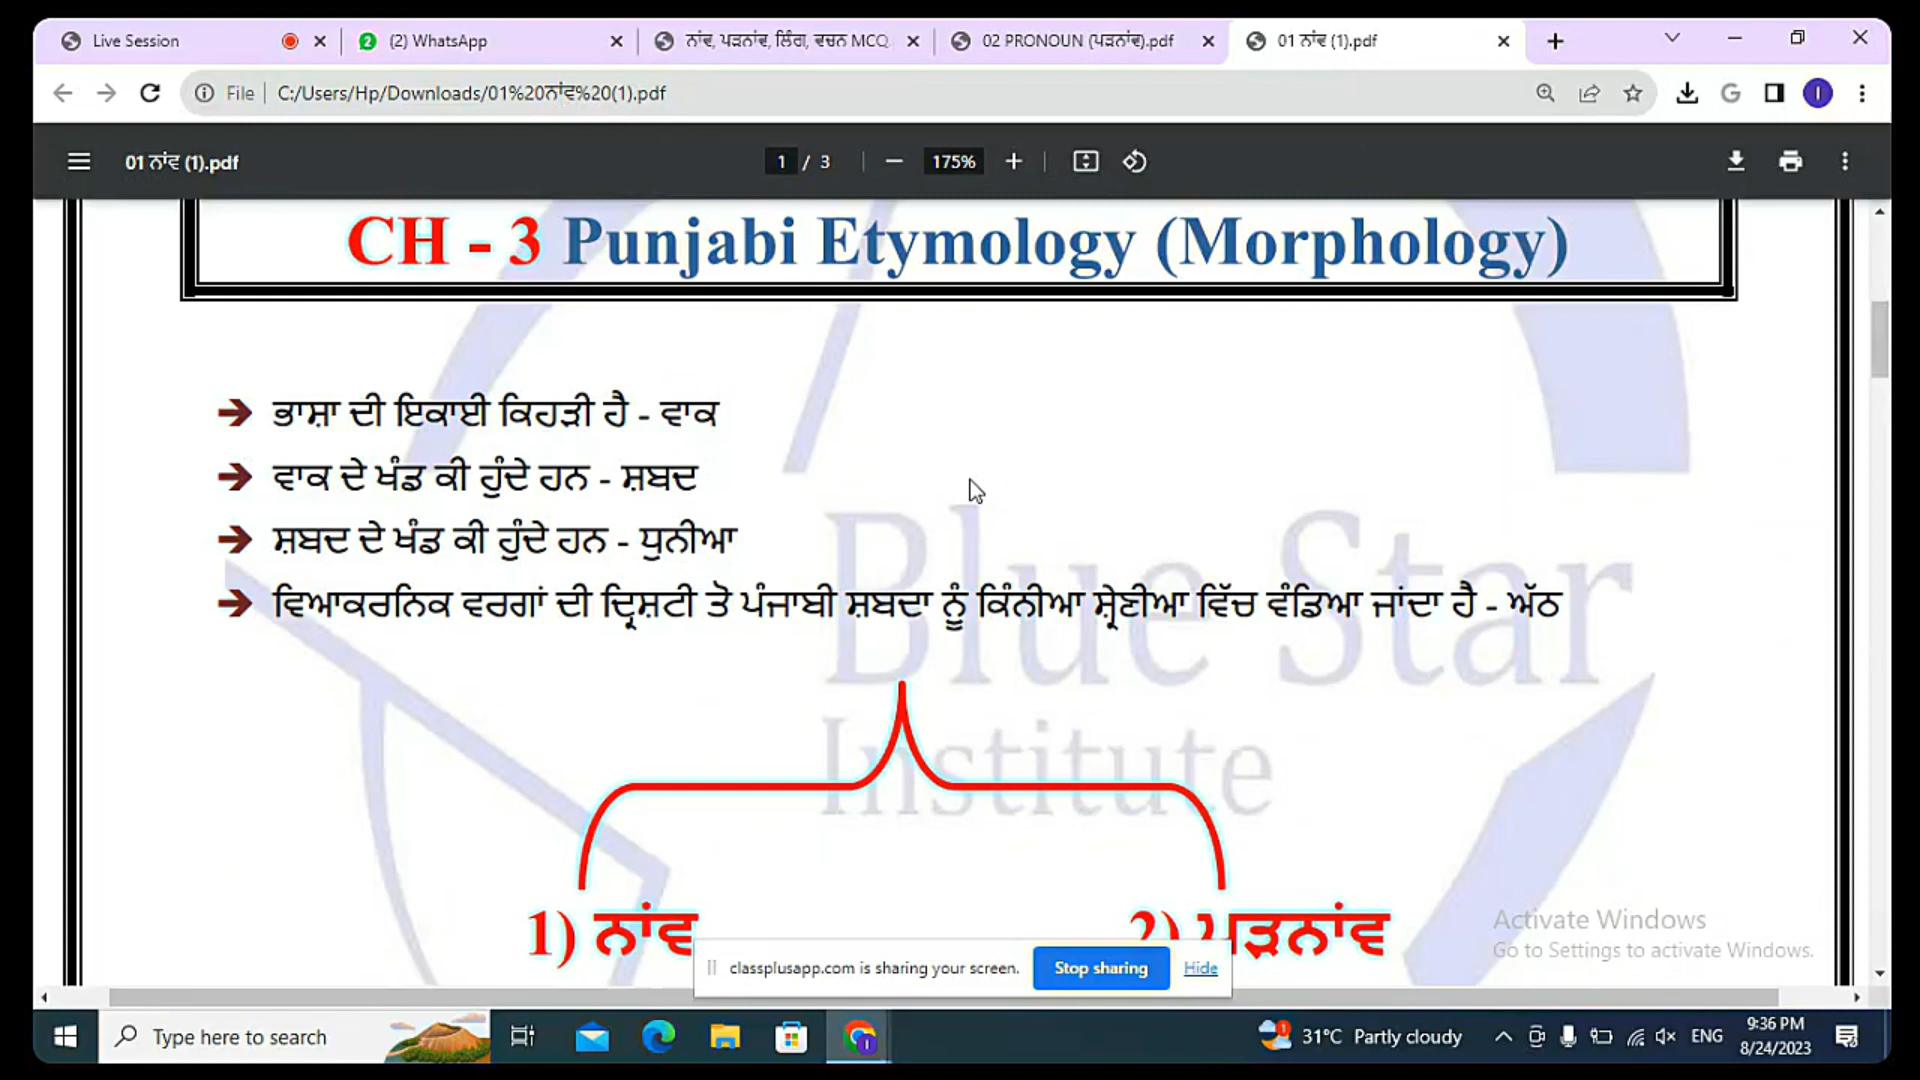 Live Session
(2) WhatsApp
ਨਾਂਵ, ਪੜਨਾਂਵ, ਲਿੰਗ, ਵਚਨ MCQ
02 PRONOUN (ਪੜਨਾਂਵ).pdf
01 ਨਾਂਵ (1).pdf
File C:/Users/Hp/Downloads/01%20ਨਾਂਵ%20(1).pdf
01 ਨਾਂਵ (1).pdf
1 / 3
175%
CH - 3 Punjabi Etymology (Morphology)
ਭਾਸ਼ਾ ਦੀ ਇਕਾਈ ਕਿਹੜੀ ਹੈ - ਵਾਕ
ਵਾਕ ਦੇ ਖੰਡ ਕੀ ਹੁੰਦੇ ਹਨ - ਸ਼ਬਦ
ਸ਼ਬਦ ਦੇ ਖੰਡ ਕੀ ਹੁੰਦੇ ਹਨ - ਧੁਨੀਆ
ਵਿਆਕਰਨਿਕ ਵਰਗਾਂ ਦੀ ਦ੍ਰਿਸ਼ਟੀ ਤੋ ਪੰਜਾਬੀ ਸ਼ਬਦਾ ਨੂੰ ਕਿੰਨੀਆ ਸ਼੍ਰੇਣੀਆ ਵਿੱਚ ਵੰਡਿਆ ਜਾਂਦਾ ਹੈ - ਅੱਠ
Blue Star
Institute
1) ਨਾਂਵ
2) ਪੜਨਾਂਵ
Activate Windows
Go to Settings to activate Windows.
classplusapp.com is sharing your screen.
Stop sharing
Hide
Type here to search
31°C Partly cloudy
ENG
9:36 PM
8/24/2023